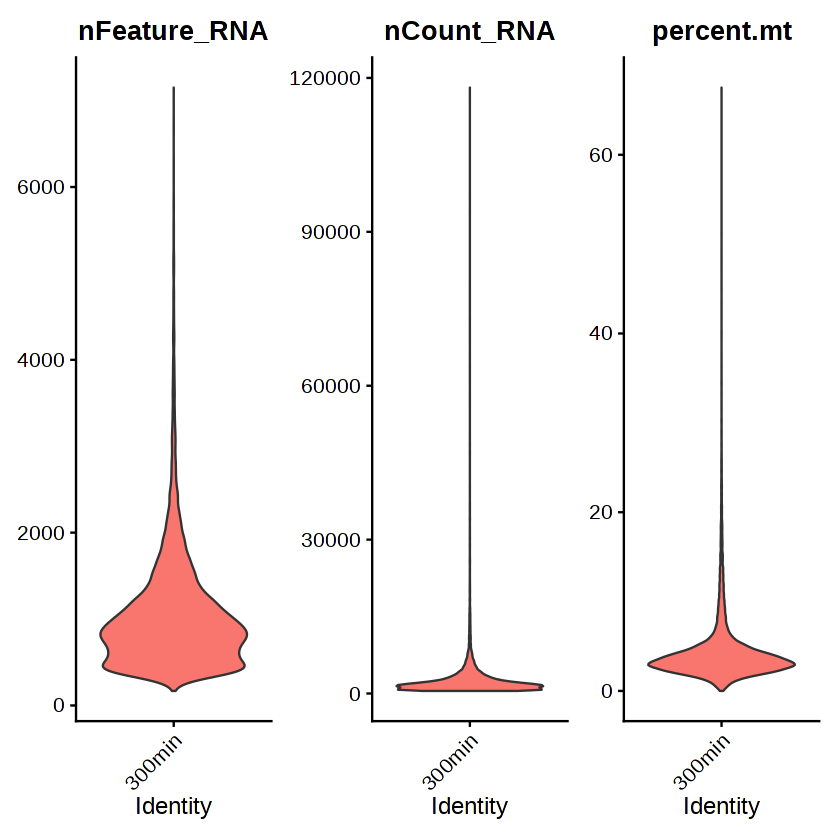 nFeature_RNA
6000
4000
2000
0
300min
Identity
nCount_RNA
120000
90000
60000
30000
0
300min
Identity
percent.mt
60
40
20
0
300min
Identity